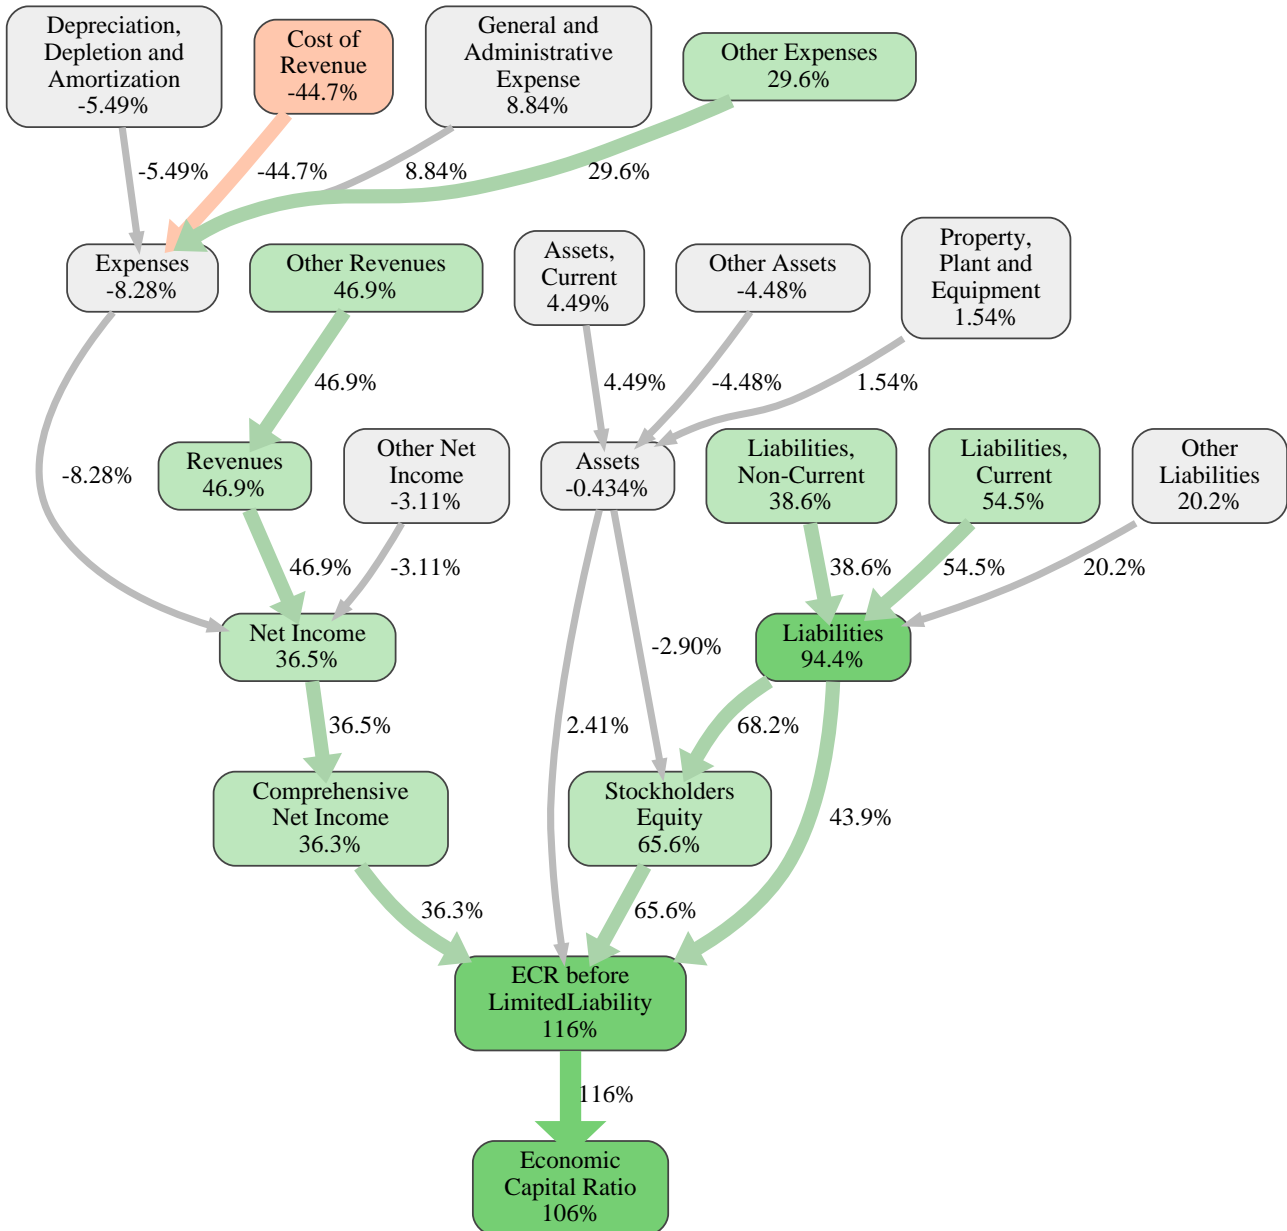 Depreciation,
Depletion and
Amortization
-5.49%
Cost of
Revenue
-44.7%
General and
Administrative
Expense
8.84%
Other Expenses
29.6%
-5.49%
-44.7%
8.84%
29.6%
Expenses
-8.28%
Other Revenues
46.9%
Assets,
Current
4.49%
Other Assets
-4.48%
Property,
Plant and
Equipment
1.54%
46.9%
4.49%
-4.48%
1.54%
-8.28%
Revenues
46.9%
Other Net
Income
-3.11%
Assets
-0.434%
Liabilities,
Non-Current
38.6%
Liabilities,
Current
54.5%
Other
Liabilities
20.2%
46.9%
-3.11%
38.6%
54.5%
20.2%
Net Income
36.5%
-2.90%
Liabilities
94.4%
36.5%
2.41%
68.2%
Comprehensive
Net Income
36.3%
Stockholders
Equity
65.6%
43.9%
36.3%
65.6%
ECR before
LimitedLiability
116%
116%
Economic
Capital Ratio
106%